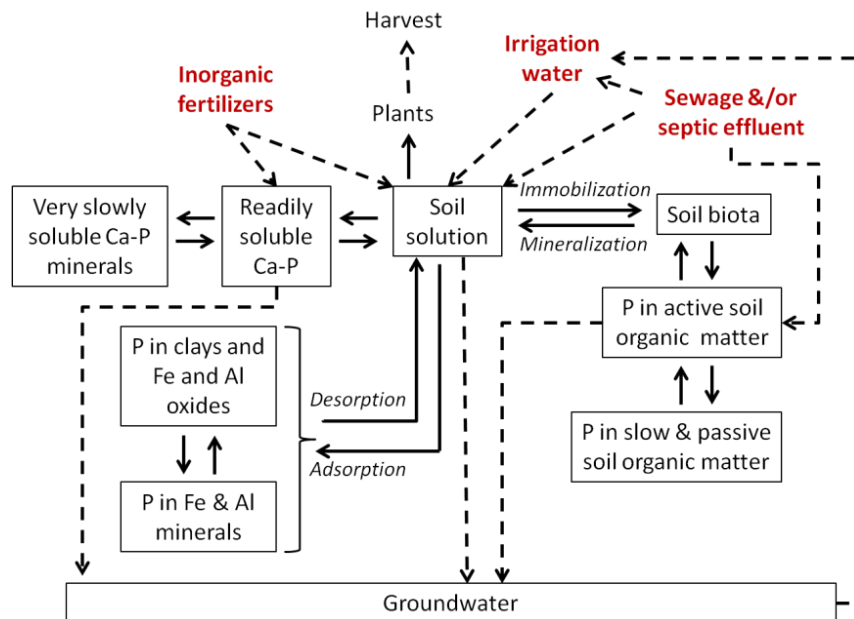 Harvest
Irrigation
water
Inorganic
fertilizers
Sewage &/or
septic effluent
Plants
Very slowly
soluble Ca-P
minerals
Readily
soluble
Ca-P
Soil
solution
Immobilization
Mineralization
Soil biota
P in active soil
organic matter
P in clays and
Fe and Al
oxides
Desorption
Adsorption
P in slow & passive
soil organic matter
P in Fe & Al
minerals
Groundwater